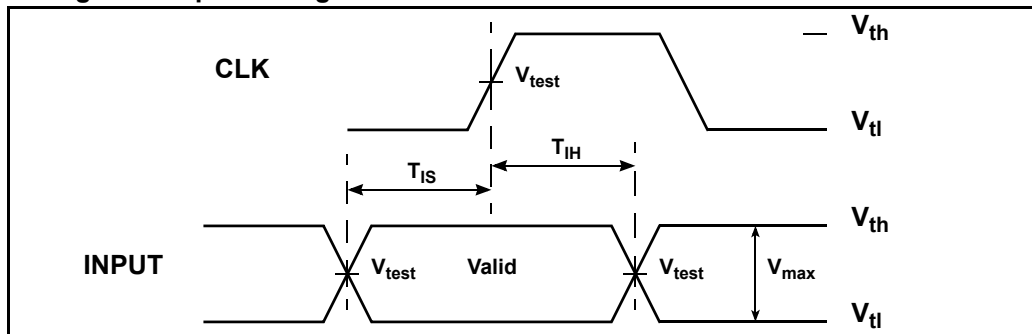 V_th
CLK
V_test
V_tl
T_IH
T_IS
V_th
INPUT
V_test
Valid
V_test
V_max
V_tl